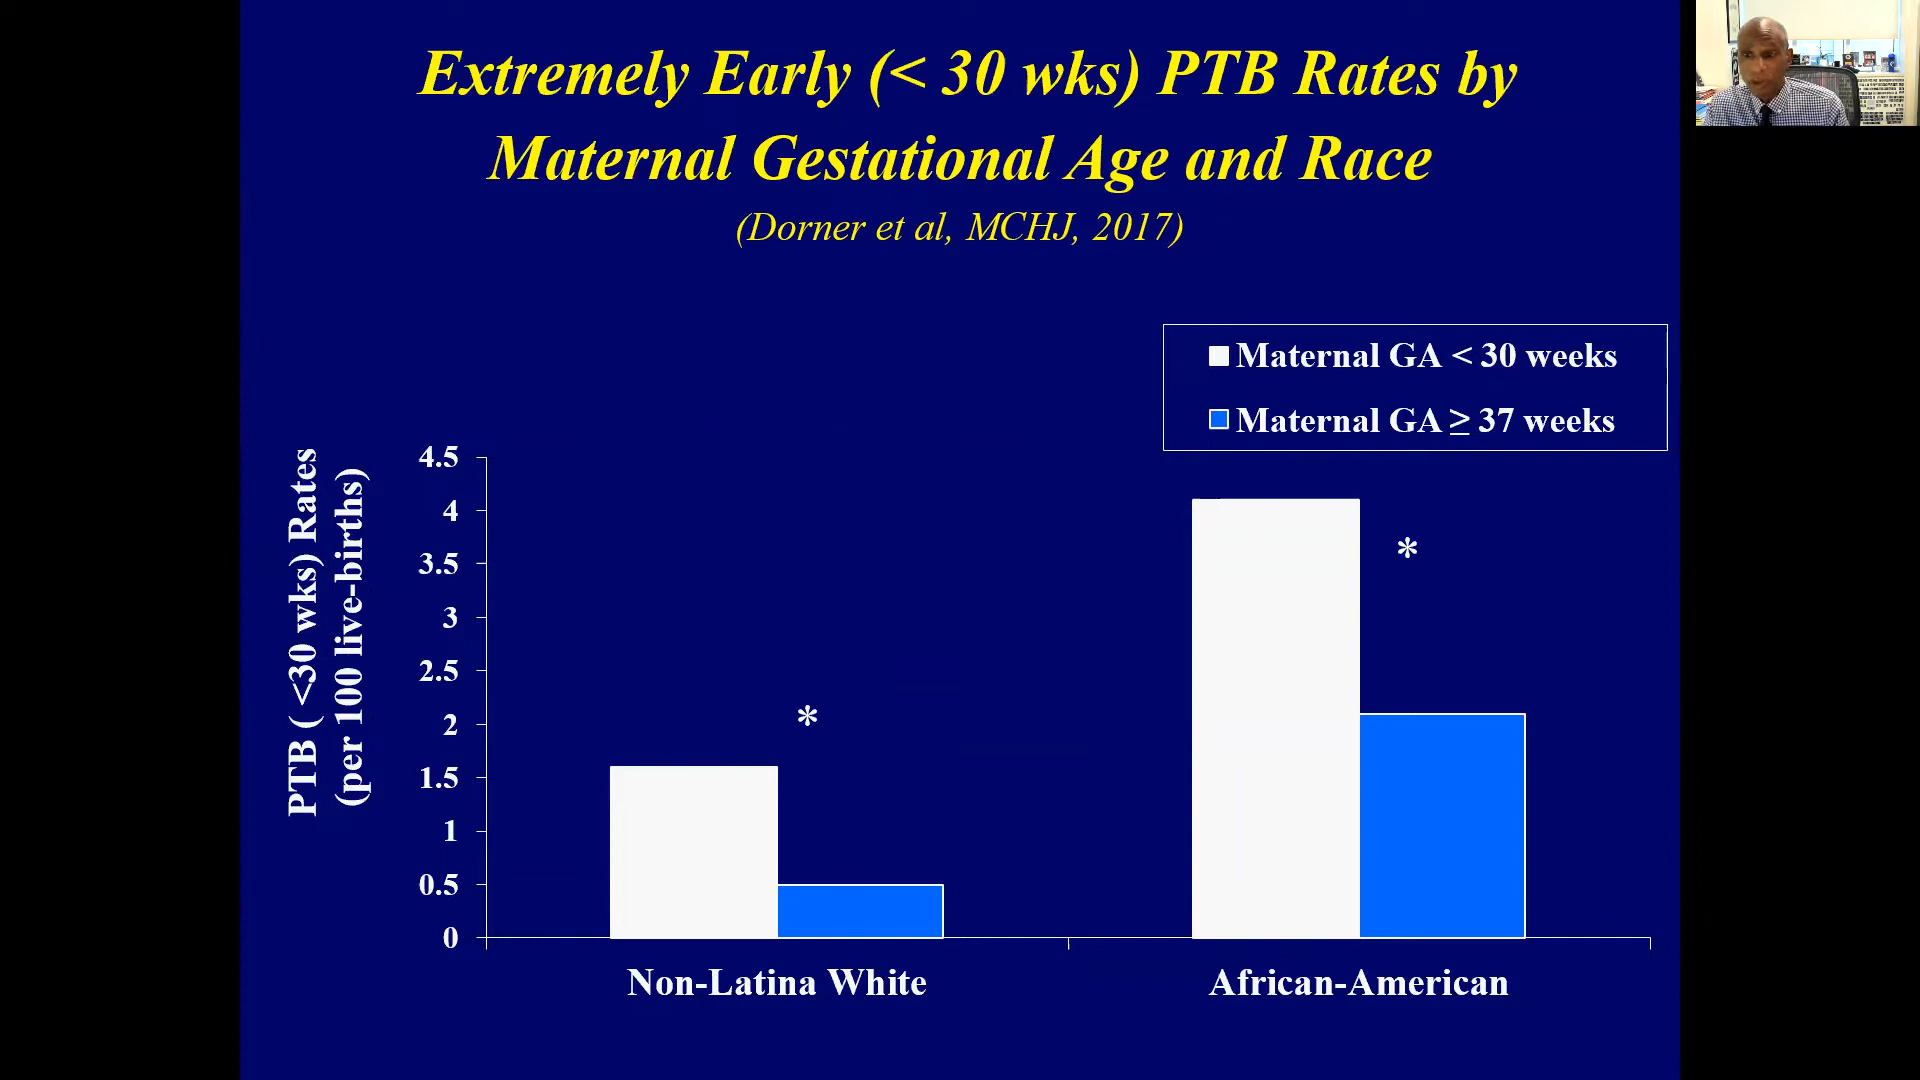 Extremely Early (< 30 wks) PTB Rates by
Maternal Gestational Age and Race
(Dorner et al, MCHJ, 2017)
Maternal GA < 30 weeks
Maternal GA ≥ 37 weeks
PTB ( <30 wks) Rates
(per 100 live-births)
4.5
4
3.5
3
2.5
2
1.5
1
0.5
0
*
*
Non-Latina White
African-American